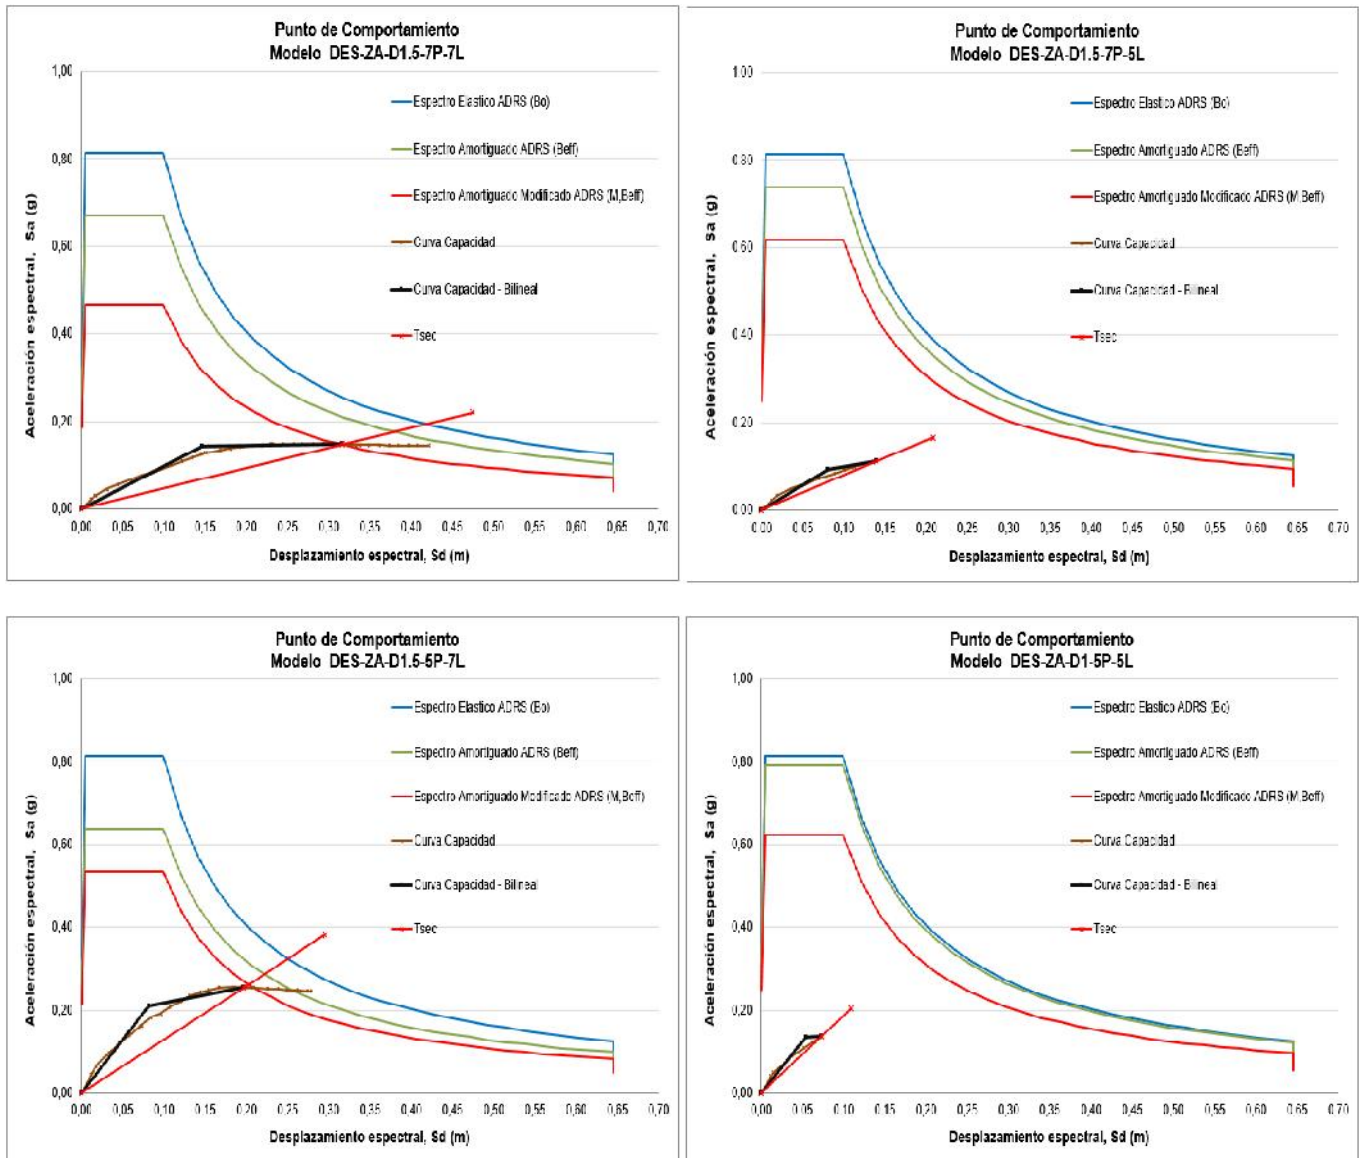 Punto de Comportamiento
Modelo DES-ZA-D1.5-7P-7L
Aceleración espectral, Sa (g)
1,00
0,80
0,60
0,40
0,20
0,00
Espectro Elastico ADRS (Bo)
Espectro Amortiguado ADRS (Beff)
Espectro Amortiguado Modificado ADRS (M,Beff)
Curva Capacidad
Curva Capacidad - Bilineal
Tsec
0,00 0,05 0,10 0,15 0,20 0,25 0,30 0,35 0,40 0,45 0,50 0,55 0,60 0,65 0,70
Desplazamiento espectral, Sd (m)
Punto de Comportamiento
Modelo DES-ZA-D1.5-7P-5L
Aceleración espectral, Sa (g)
1.00
0.80
0.60
0.40
0.20
0.00
Espectro Elastico ADRS (Bo)
Espectro Amortiguado ADRS (Beff)
Espectro Amortiguado Modificado ADRS (M,Beff)
Curva Capacidad
Curva Capacidad - Bilineal
Tsec
0.00 0.05 0.10 0,15 0,20 0,25 0,30 0,35 0,40 0.45 0.50 0,55 0,60 0,65 0.70
Desplazamiento espectral, Sd (m)
Punto de Comportamiento
Modelo DES-ZA-D1.5-5P-7L
Aceleración espectral, Sa (g)
1,00
0,80
0,60
0,40
0,20
0,00
Espectro Elastico ADRS (Bo)
Espectro Amortiguado ADRS (Beff)
Espectro Amortiguado Modificado ADRS (M,Beff)
Curva Capacidad
Curva Capacidad - Bilineal
Tsec
0,00 0,05 0,10 0,15 0,20 0,25 0,30 0,35 0,40 0,45 0,50 0,55 0,60 0,65 0,70
Desplazamiento espectral, Sd (m)
Punto de Comportamiento
Modelo DES-ZA-D1-5P-5L
Aceleración espectral, Sa (g)
1,00
0,80
0,60
0,40
0,20
0,00
Espectro Elastico ADRS (Bo)
Espectro Amortiguado ADRS (Beff)
Espectro Amortiguado Modificado ADRS (M,Beff)
Curva Capacidad
Curva Capacidad - Bilineal
Tsec
0,00 0.05 0.10 0.15 0,20 0,25 0,30 0,35 0,40 0.45 0.50 0,55 0,60 0,65 0,70
Desplazamiento espectral, Sd (m)